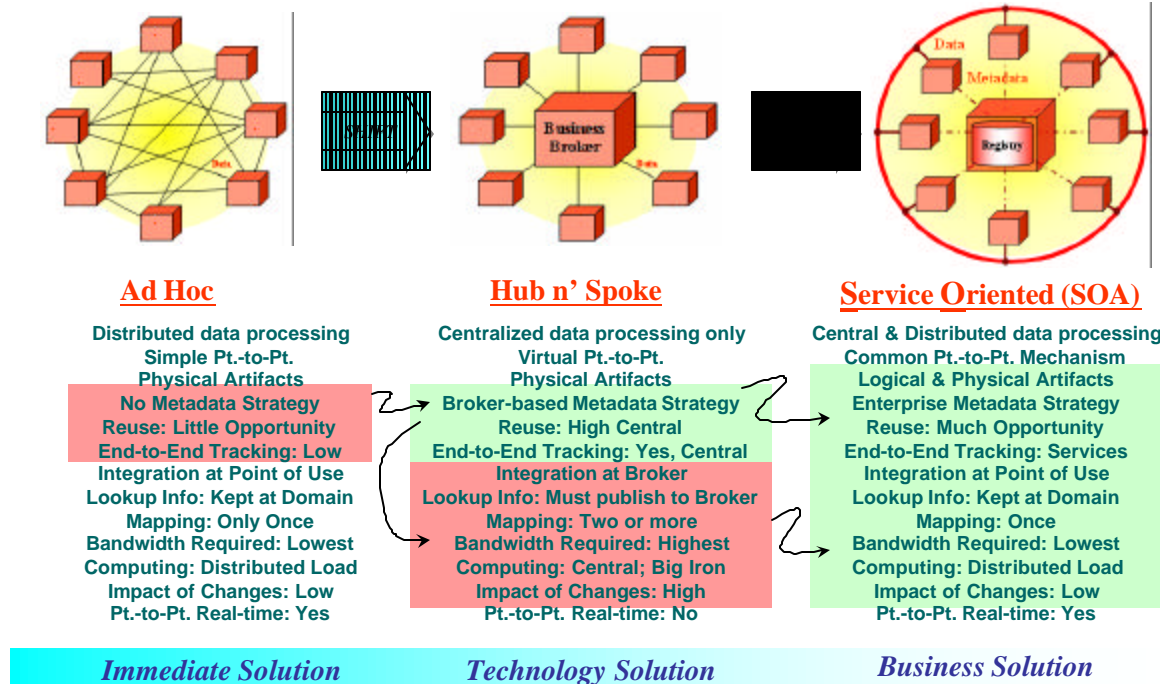 Data
SHIFT
Business
Broker
Data
Data
Metadata
Registry
Ad Hoc
Distributed data processing
Simple Pt.-to-Pt.
Physical Artifacts
No Metadata Strategy
Reuse: Little Opportunity
End-to-End Tracking: Low
Integration at Point of Use
Lookup Info: Kept at Domain
Mapping: Only Once
Bandwidth Required: Lowest
Computing: Distributed Load
Impact of Changes: Low
Pt.-to-Pt. Real-time: Yes
Hub n' Spoke
Centralized data processing only
Virtual Pt.-to-Pt.
Physical Artifacts
Broker-based Metadata Strategy
Reuse: High Central
End-to-End Tracking: Yes, Central
Integration at Broker
Lookup Info: Must publish to Broker
Mapping: Two or more
Bandwidth Required: Highest
Computing: Central; Big Iron
Impact of Changes: High
Pt.-to-Pt. Real-time: No
Service Oriented (SOA)
Central & Distributed data processing
Common Pt.-to-Pt. Mechanism
Logical & Physical Artifacts
Enterprise Metadata Strategy
Reuse: Much Opportunity
End-to-End Tracking: Services
Integration at Point of Use
Lookup Info: Kept at Domain
Mapping: Once
Bandwidth Required: Lowest
Computing: Distributed Load
Impact of Changes: Low
Pt.-to-Pt. Real-time: Yes
Immediate Solution
Technology Solution
Business Solution